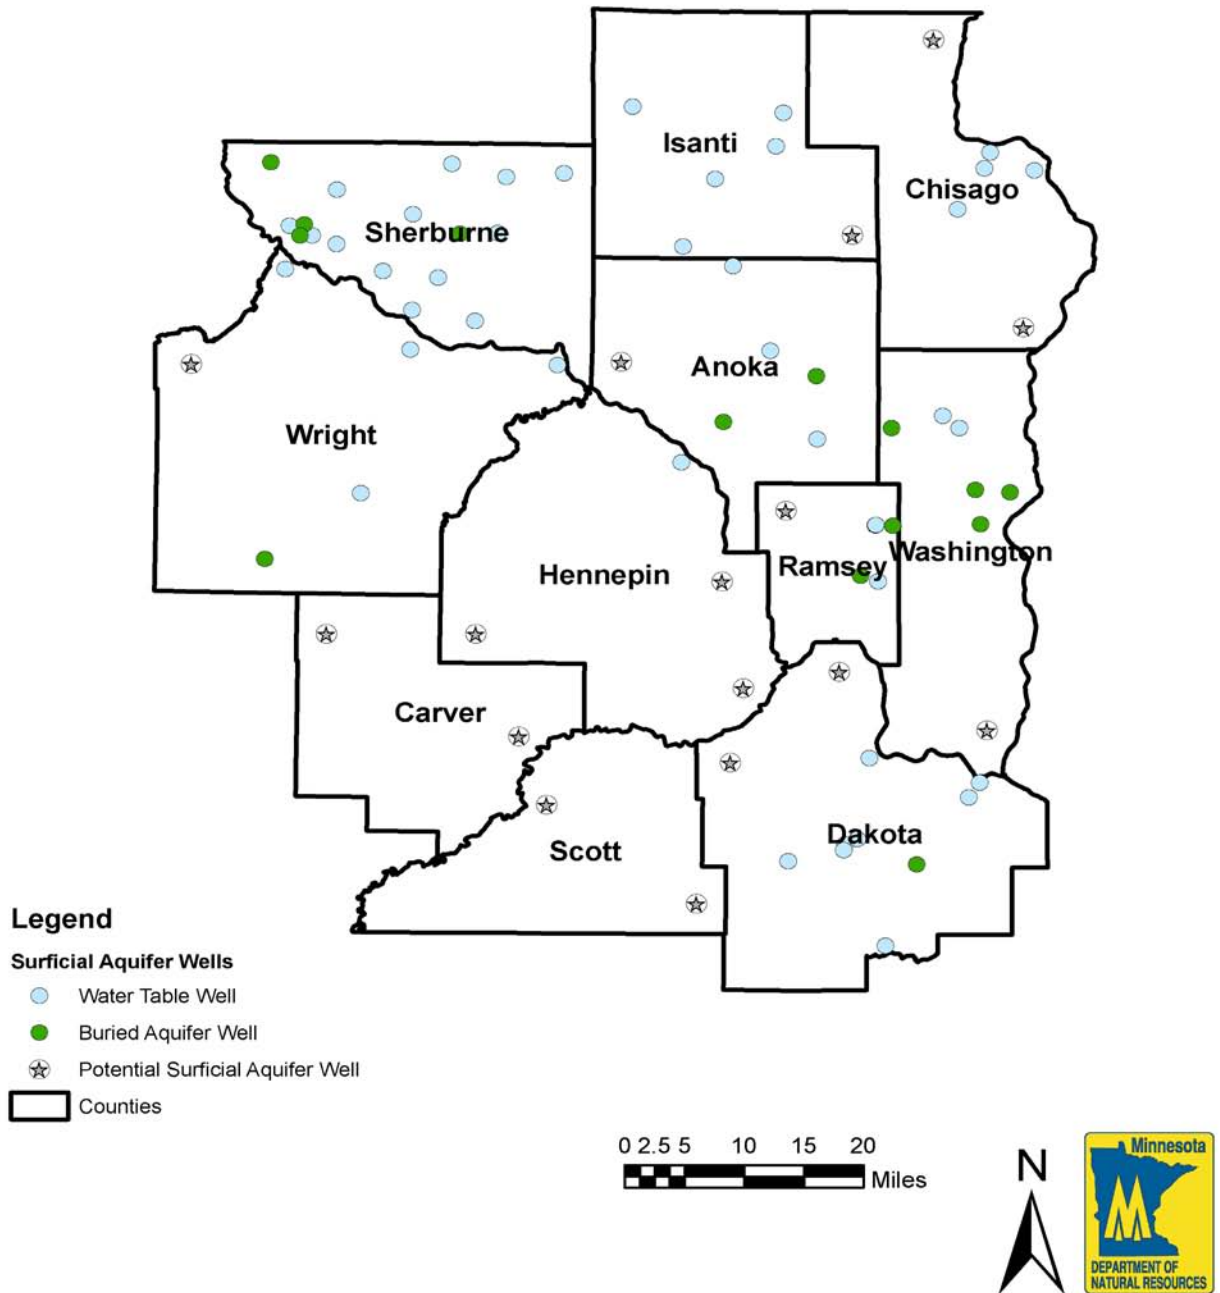 Isanti
Chisago
Sherburne
Anoka
Wright
Ramsey
Washington
Hennepin
Carver
Dakota
Scott
Legend
Surficial Aquifer Wells
Water Table Well
Buried Aquifer Well
Potential Surficial Aquifer Well
Counties
0 2.5 5 10 15 20
Miles
N
Minnesota
DEPARTMENT OF
NATURAL RESOURCES